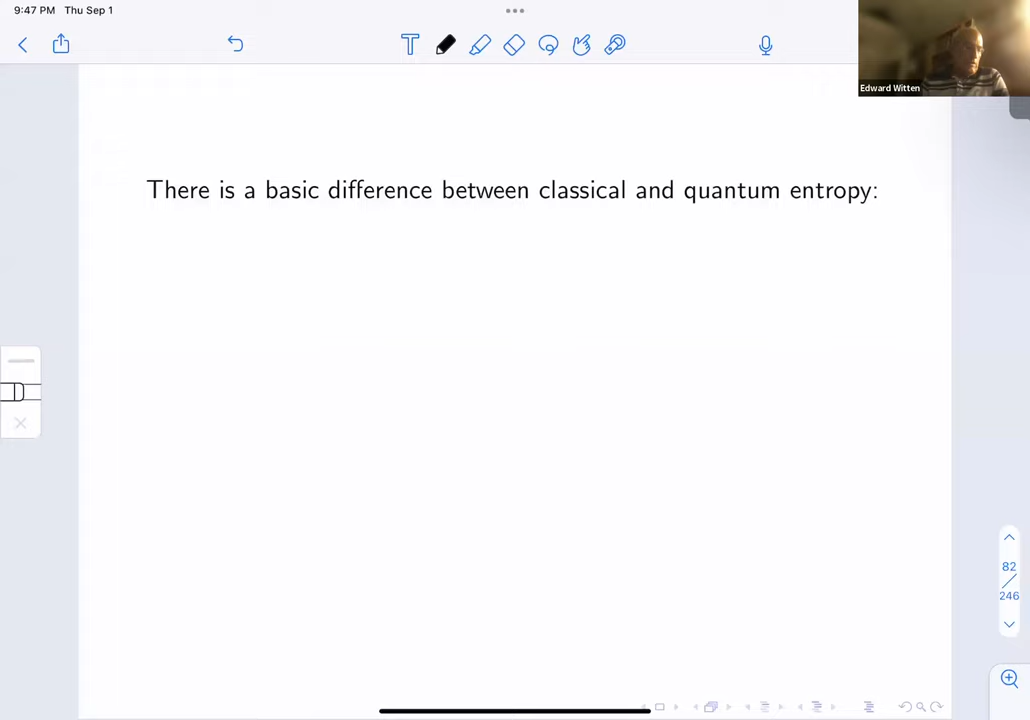 9:47 PM Thu Sep 1
T
Edward Witten
There is a basic difference between classical and quantum entropy:
82
246